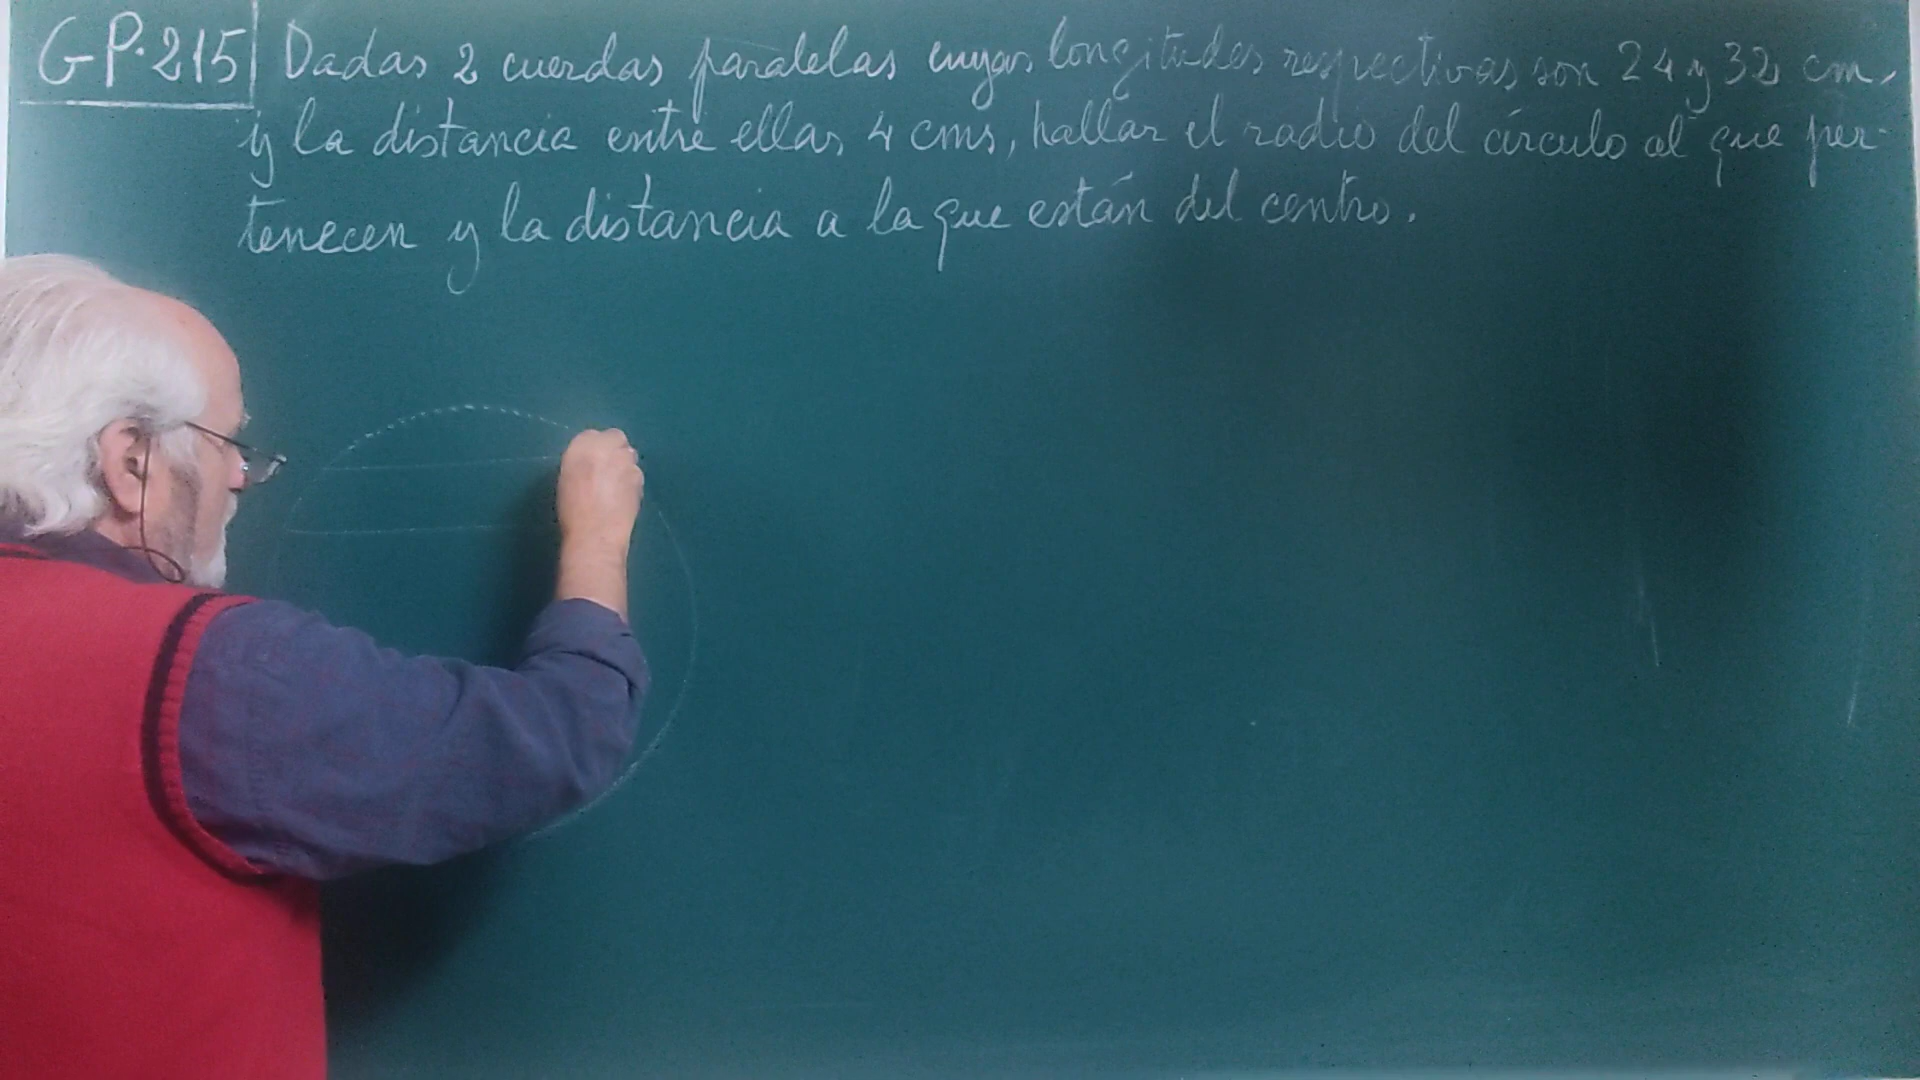 GP.215 Dadas 2 cuerdas paralelas cuyas longitudes respectivas son 24 y 32 cm.
y la distancia entre ellas 4 cms, hallar el radio del círculo al que per-
tenecen y la distancia a la que están del centro.